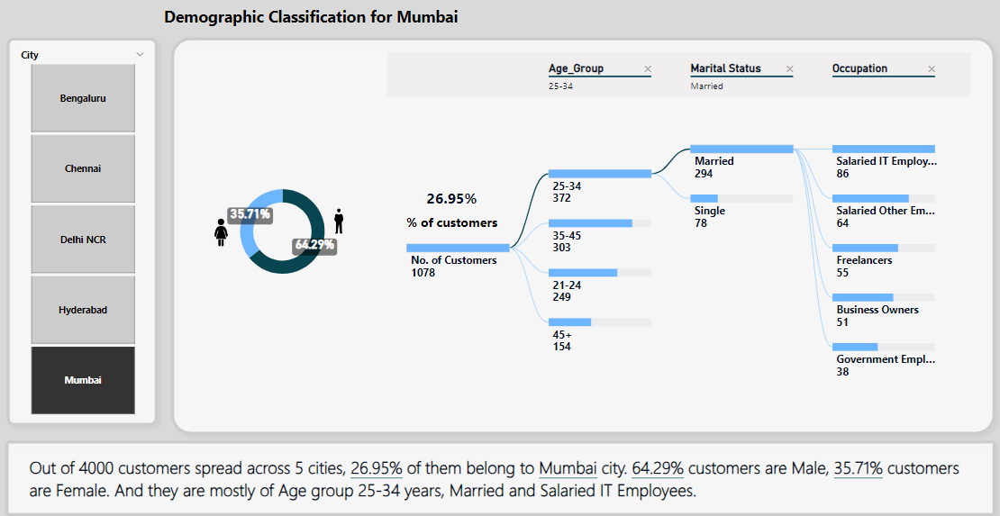 Demographic Classification for Mumbai
City
Bengaluru
Chennai
Delhi NCR
Hyderabad
Mumbai
Age_Group
25-34
Marital Status
Married
Occupation
35.71%
64.29%
26.95%
% of customers
No. of Customers
1078
25-34
372
35-45
303
21-24
249
45+
154
Married
294
Single
78
Salaried IT Employ...
86
Salaried Other Em...
64
Freelancers
55
Business Owners
51
Government Empl...
38
Out of 4000 customers spread across 5 cities, 26.95% of them belong to Mumbai city. 64.29% customers are Male, 35.71% customers
are Female. And they are mostly of Age group 25-34 years, Married and Salaried IT Employees.